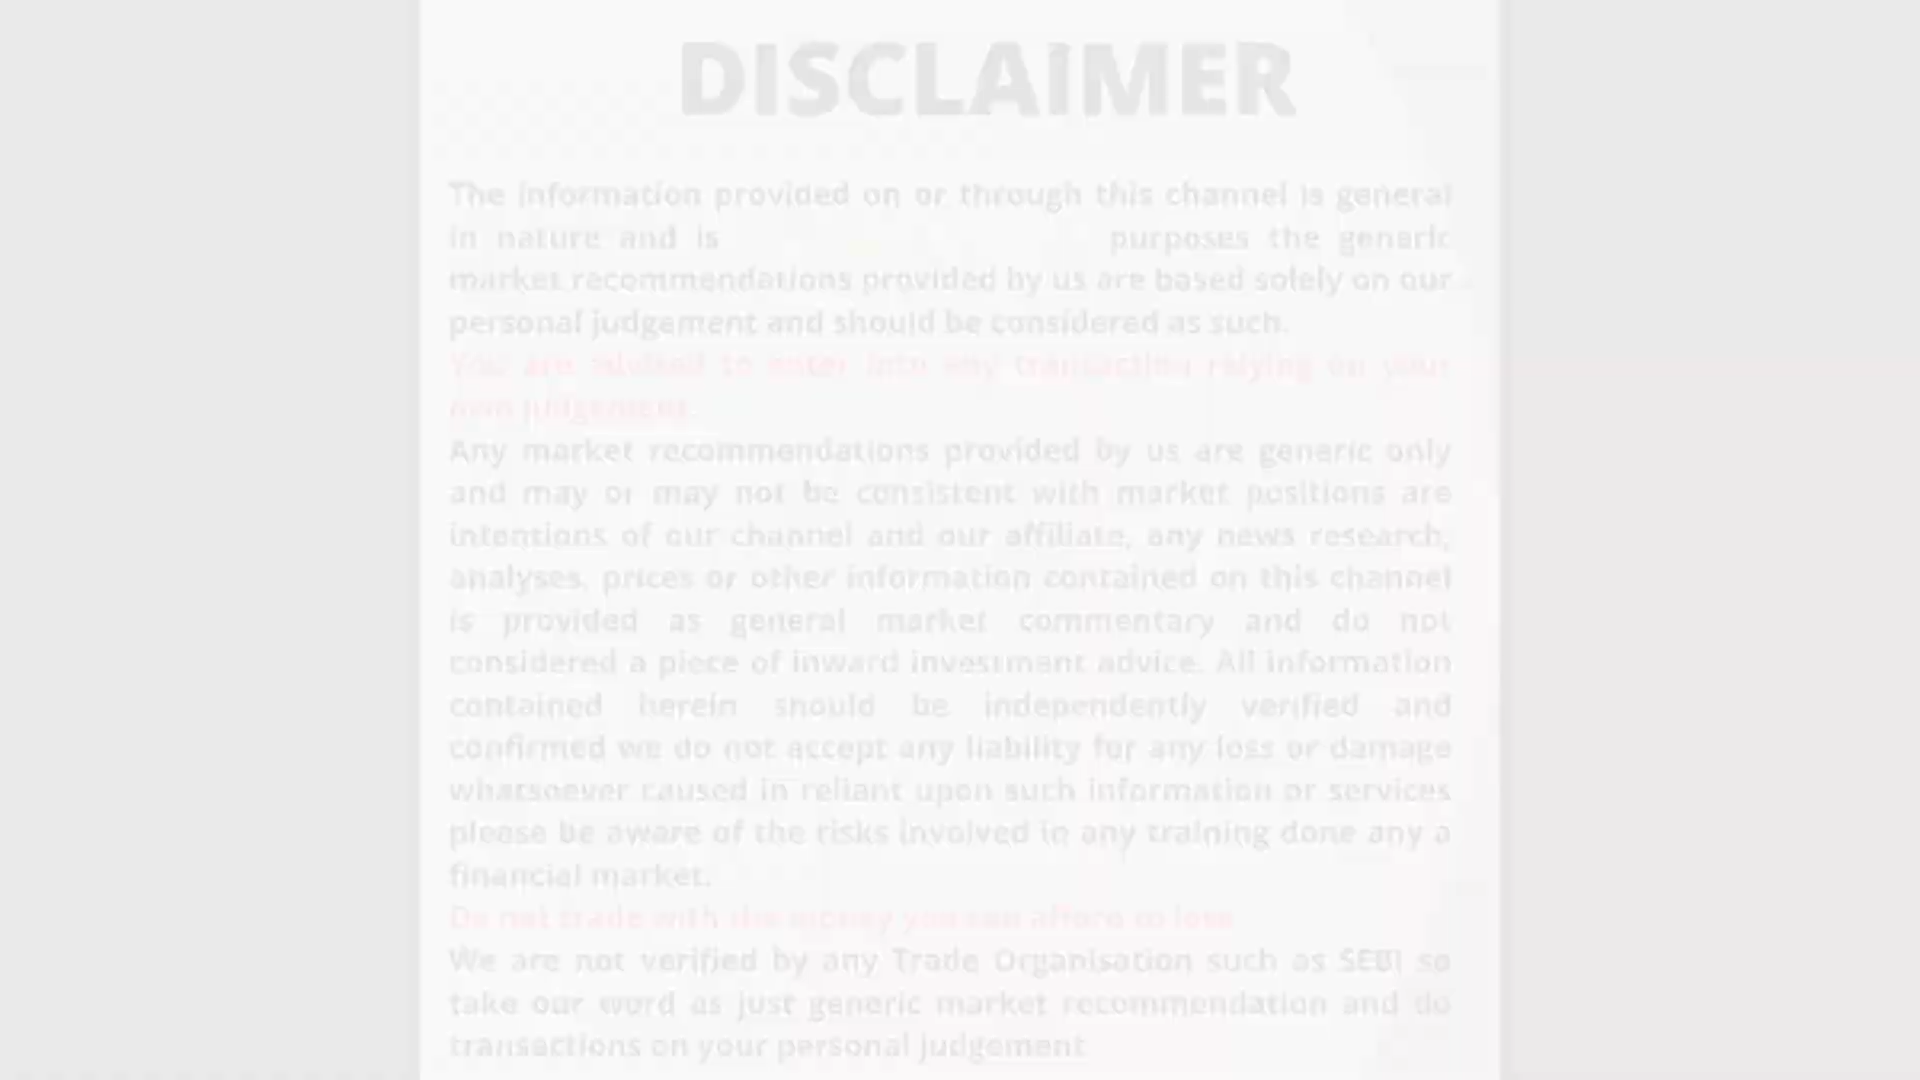 DISCLAIMER
The information provided on or through this channel is general
in nature and is purposes the generic
market recommendations provided by us are based solely on our
personal judgement and should be considered as such.
You are advised to enter into any transaction relying on your
own judgement.
Any market recommendations provided by us are generic only
and may or may not be consistent with market positions are
intentions of our channel and our affiliate, any news research,
analyses, prices or other information contained on this channel
is provided as general market commentary and do not
considered a piece of inward investment advice. All information
contained herein should be independently verified and
confirmed we do not accept any liability for any loss or damage
whatsoever caused in reliant upon such information or services
please be aware of the risks involved in any training done any a
financial market.
Do not trade with the money you can afford to lose
We are not verified by any Trade Organisation such as SEBI so
take our word as just generic market recommendation and do
transactions on your personal judgement